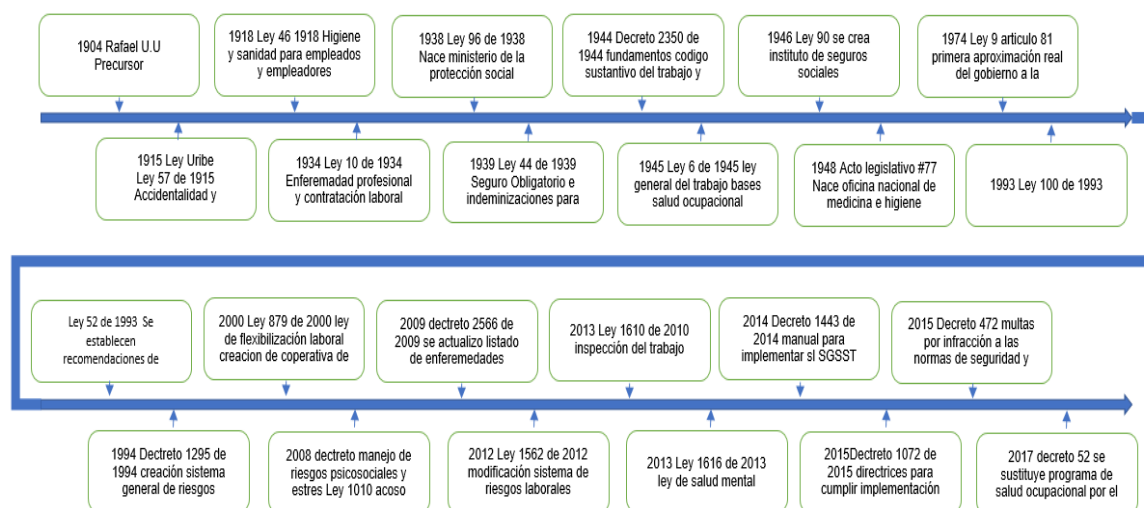 1904 Rafael U.U
Precursor
1918 Ley 46 1918 Higiene
y sanidad para empleados
y empleadores
1938 Ley 96 de 1938
Nace ministerio de la
protección social
1944 Decreto 2350 de
1944 fundamentos codigo
sustantivo del trabajo y
1946 Ley 90 se crea
instituto de seguros
sociales
1974 Ley 9 articulo 81
primera aproximación real
del gobierno a la
1915 Ley Uribe
Ley 57 de 1915
Accidentalidad y
1934 Ley 10 de 1934
Enferemadad profesional
y contratación laboral
1939 Ley 44 de 1939
Seguro Obligatorio e
indeminizaciones para
1945 Ley 6 de 1945 ley
general del trabajo bases
salud ocupacional
1948 Acto legislativo #77
Nace oficina nacional de
medicina e higiene
1993 Ley 100 de 1993
Ley 52 de 1993 Se
establecen
recomendaciones de
2000 Ley 879 de 2000 ley
de flexibilización laboral
creacion de coperativa de
2009 dectreto 2566 de
2009 se actualizo listado
de enferemedades
2013 Ley 1610 de 2010
inspección del trabajo
2014 Decreto 1443 de
2014 manual para
implementar sl SGSST
2015 Decreto 472 multas
por infracción a las
normas de seguridad y
1994 Dectreto 1295 de
1994 creación sistema
general de riesgos
2008 dectreto manejo de
riesgos psicosociales y
estres Ley 1010 acoso
2012 Ley 1562 de 2012
modificación sistema de
riesgos laborales
2013 Ley 1616 de 2013
ley de salud mental
2015Dectreto 1072 de
2015 directrices para
cumplir implementación
2017 decreto 52 se
sustituye programa de
salud ocupacional por el